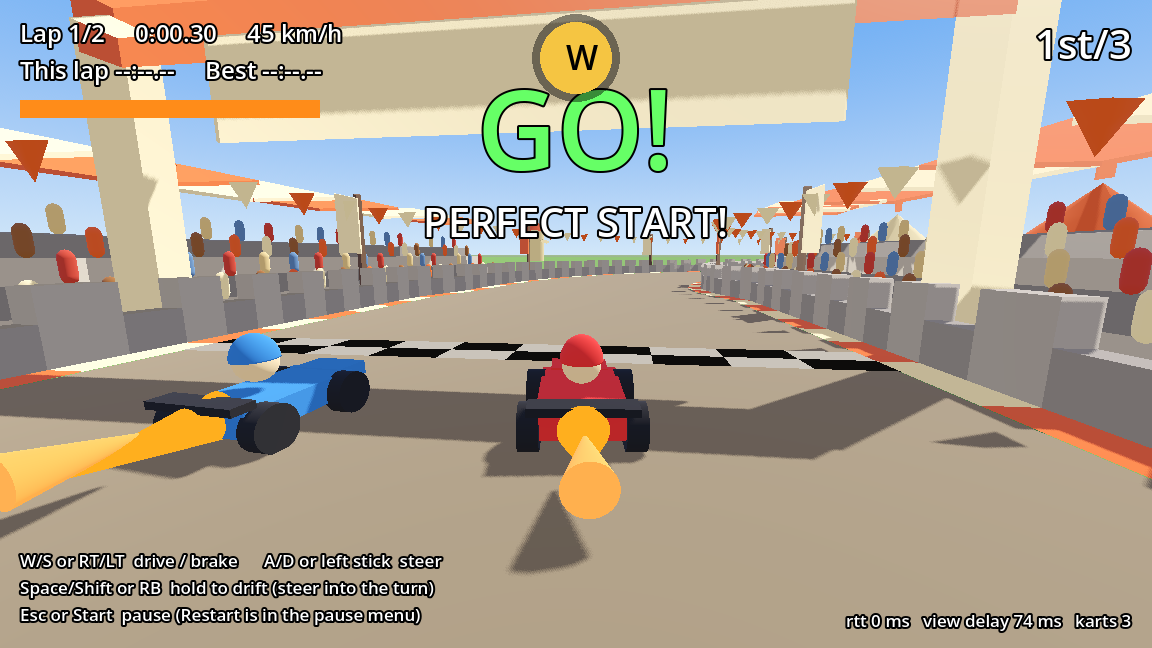 Lap 1/2 0:00.30 45 km/h
This lap --:--.-- Best --:--.--
W
1st/3
GO!
PERFECT START!
W/S or RT/LT drive / brake A/D or left stick steer
Space/Shift or RB hold to drift (steer into the turn)
Esc or Start pause (Restart is in the pause menu)
rtt 0 ms view delay 74 ms karts 3